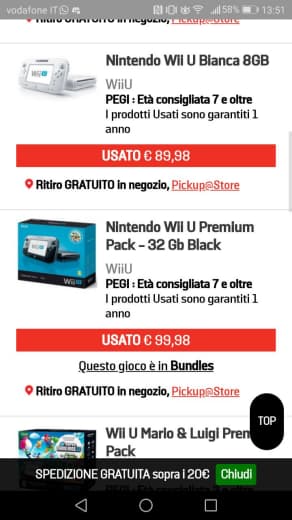 vodafone IT
58% 13:51
Ritiro GRATUITO in negozio, Pickup@Store
Nintendo Wii U Bianca 8GB
WiiU
PEGI : Età consigliata 7 e oltre
I prodotti Usati sono garantiti 1
anno
USATO € 89,98
Ritiro GRATUITO in negozio, Pickup@Store
Nintendo Wii U Premium
Pack - 32 Gb Black
WiiU
PEGI : Età consigliata 7 e oltre
I prodotti Usati sono garantiti 1
anno
USATO € 99,98
Questo gioco è in Bundles
Ritiro GRATUITO in negozio, Pickup@Store
TOP
Wii U Mario & Luigi Prem
Pack
SPEDIZIONE GRATUITA sopra i 20€ Chiudi